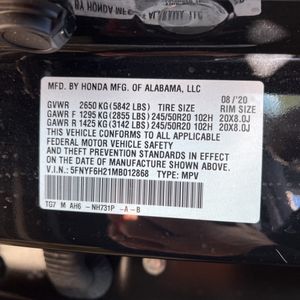 MFD. BY HONDA MFG. OF ALABAMA, LLC
08/'20
GVWR 2650 KG (5842 LBS) TIRE SIZE RIM SIZE
GAWR F 1295 KG (2855 LBS) 245/50R20 102H 20X8.0J
GAWR R 1425 KG (3142 LBS) 245/50R20 102H 20X8.0J
THIS VEHICLE CONFORMS TO ALL APPLICABLE
FEDERAL MOTOR VEHICLE SAFETY
AND THEFT PREVENTION STANDARDS IN EFFECT
ON THE DATE OF MANUFACTURE SHOWN ABOVE.
V.I.N.: 5FNYF6H21MB012868 TYPE: MPV
TG7 M AH6 -NH731P -A-B